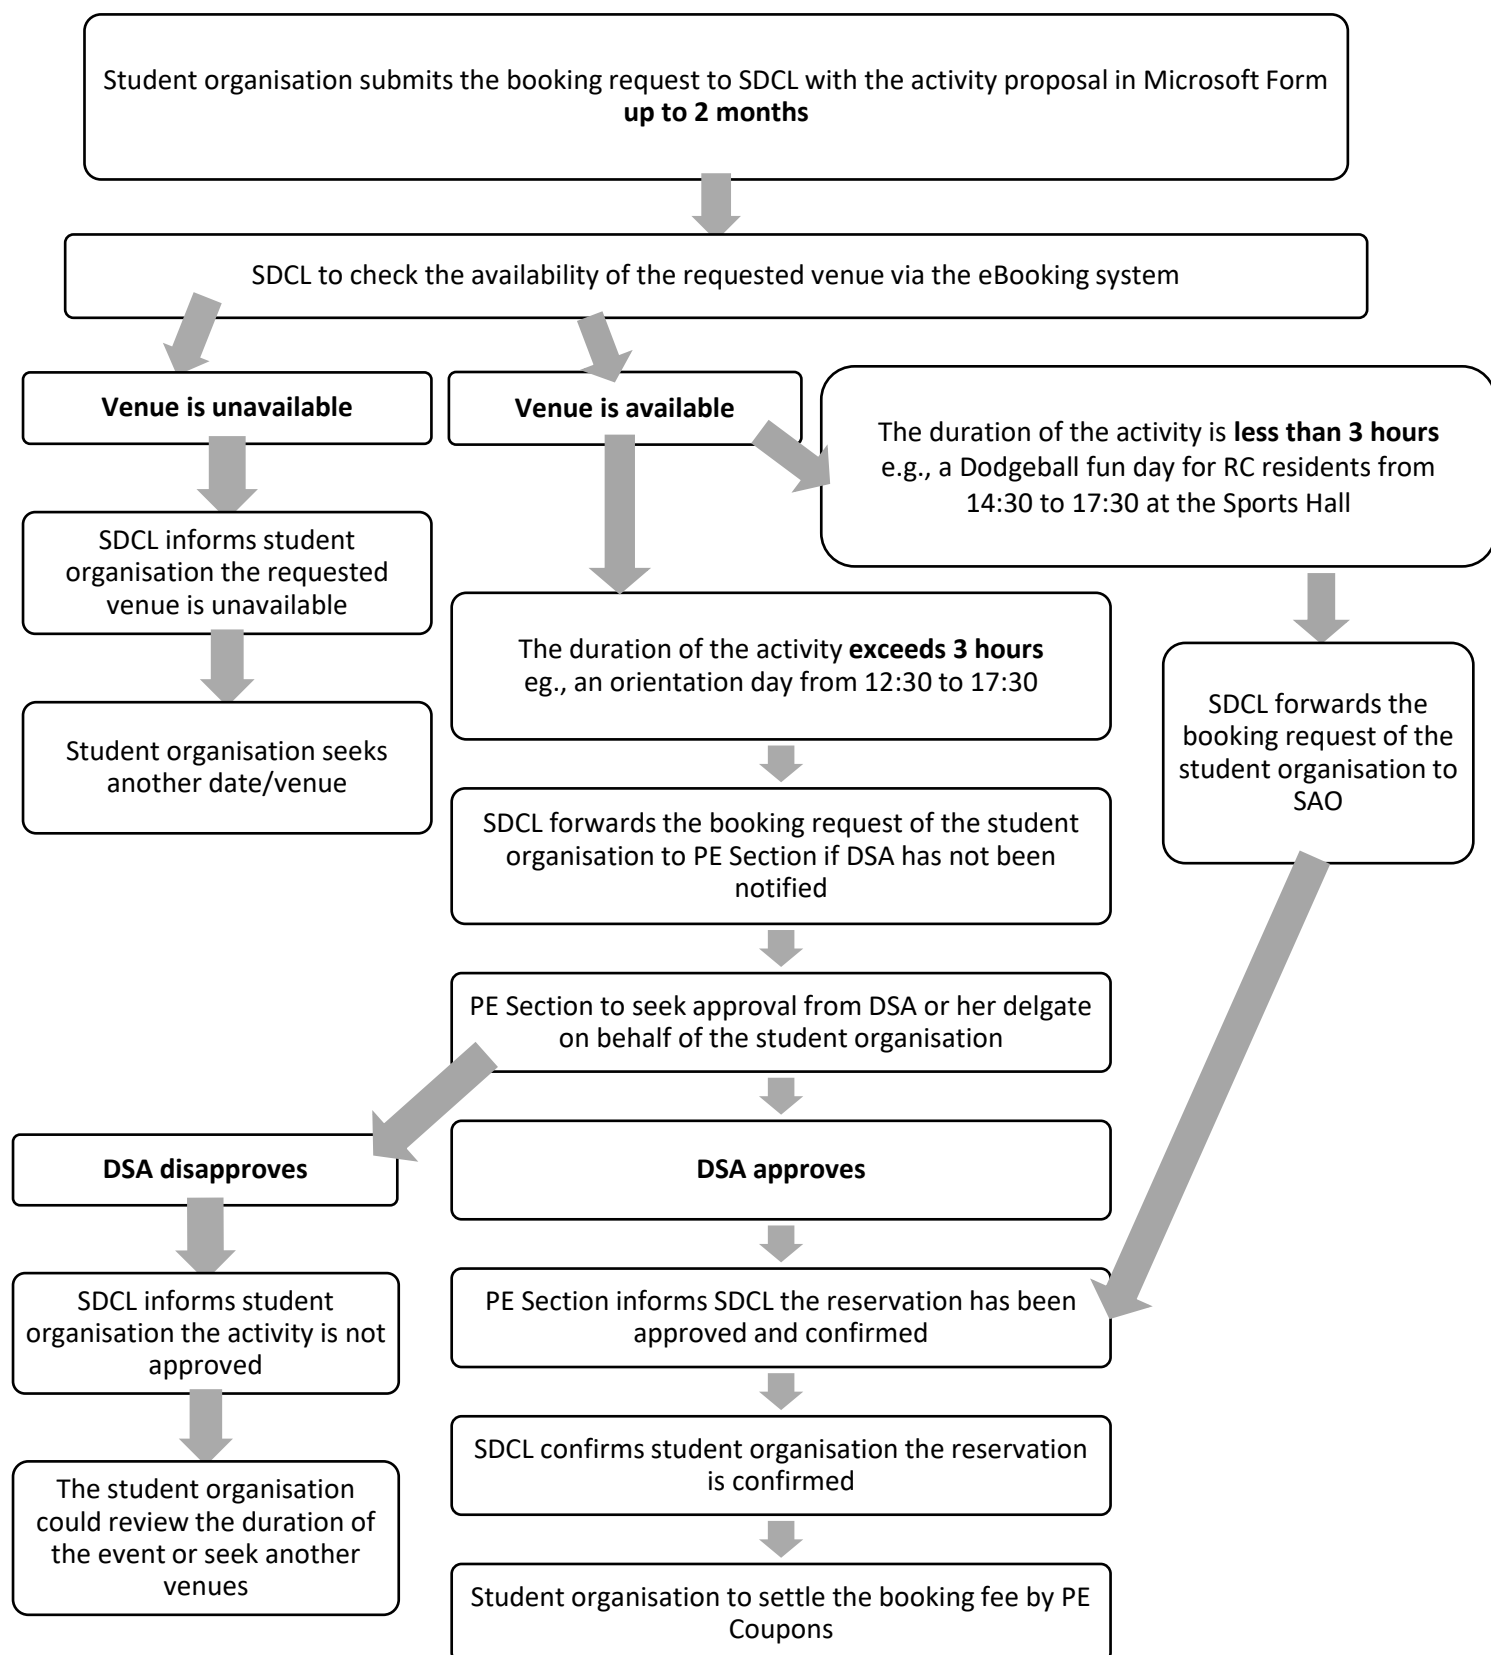 Student organisation submits the booking request to SDCL with the activity proposal in Microsoft Form
up to 2 months
SDCL to check the availability of the requested venue via the eBooking system
Venue is unavailable
Venue is available
The duration of the activity is less than 3 hours
e.g., a Dodgeball fun day for RC residents from
14:30 to 17:30 at the Sports Hall
SDCL informs student
organisation the requested
venue is unavailable
Student organisation seeks
another date/venue
The duration of the activity exceeds 3 hours
eg., an orientation day from 12:30 to 17:30
SDCL forwards the
booking request of the
student organisation to
SAO
SDCL forwards the booking request of the student
organisation to PE Section if DSA has not been
notified
PE Section to seek approval from DSA or her delgate
on behalf of the student organisation
DSA disapproves
DSA approves
SDCL informs student
organisation the activity is not
approved
PE Section informs SDCL the reservation has been
approved and confirmed
SDCL confirms student organisation the reservation
is confirmed
The student organisation
could review the duration of
the event or seek another
venues
Student organisation to settle the booking fee by PE
Coupons